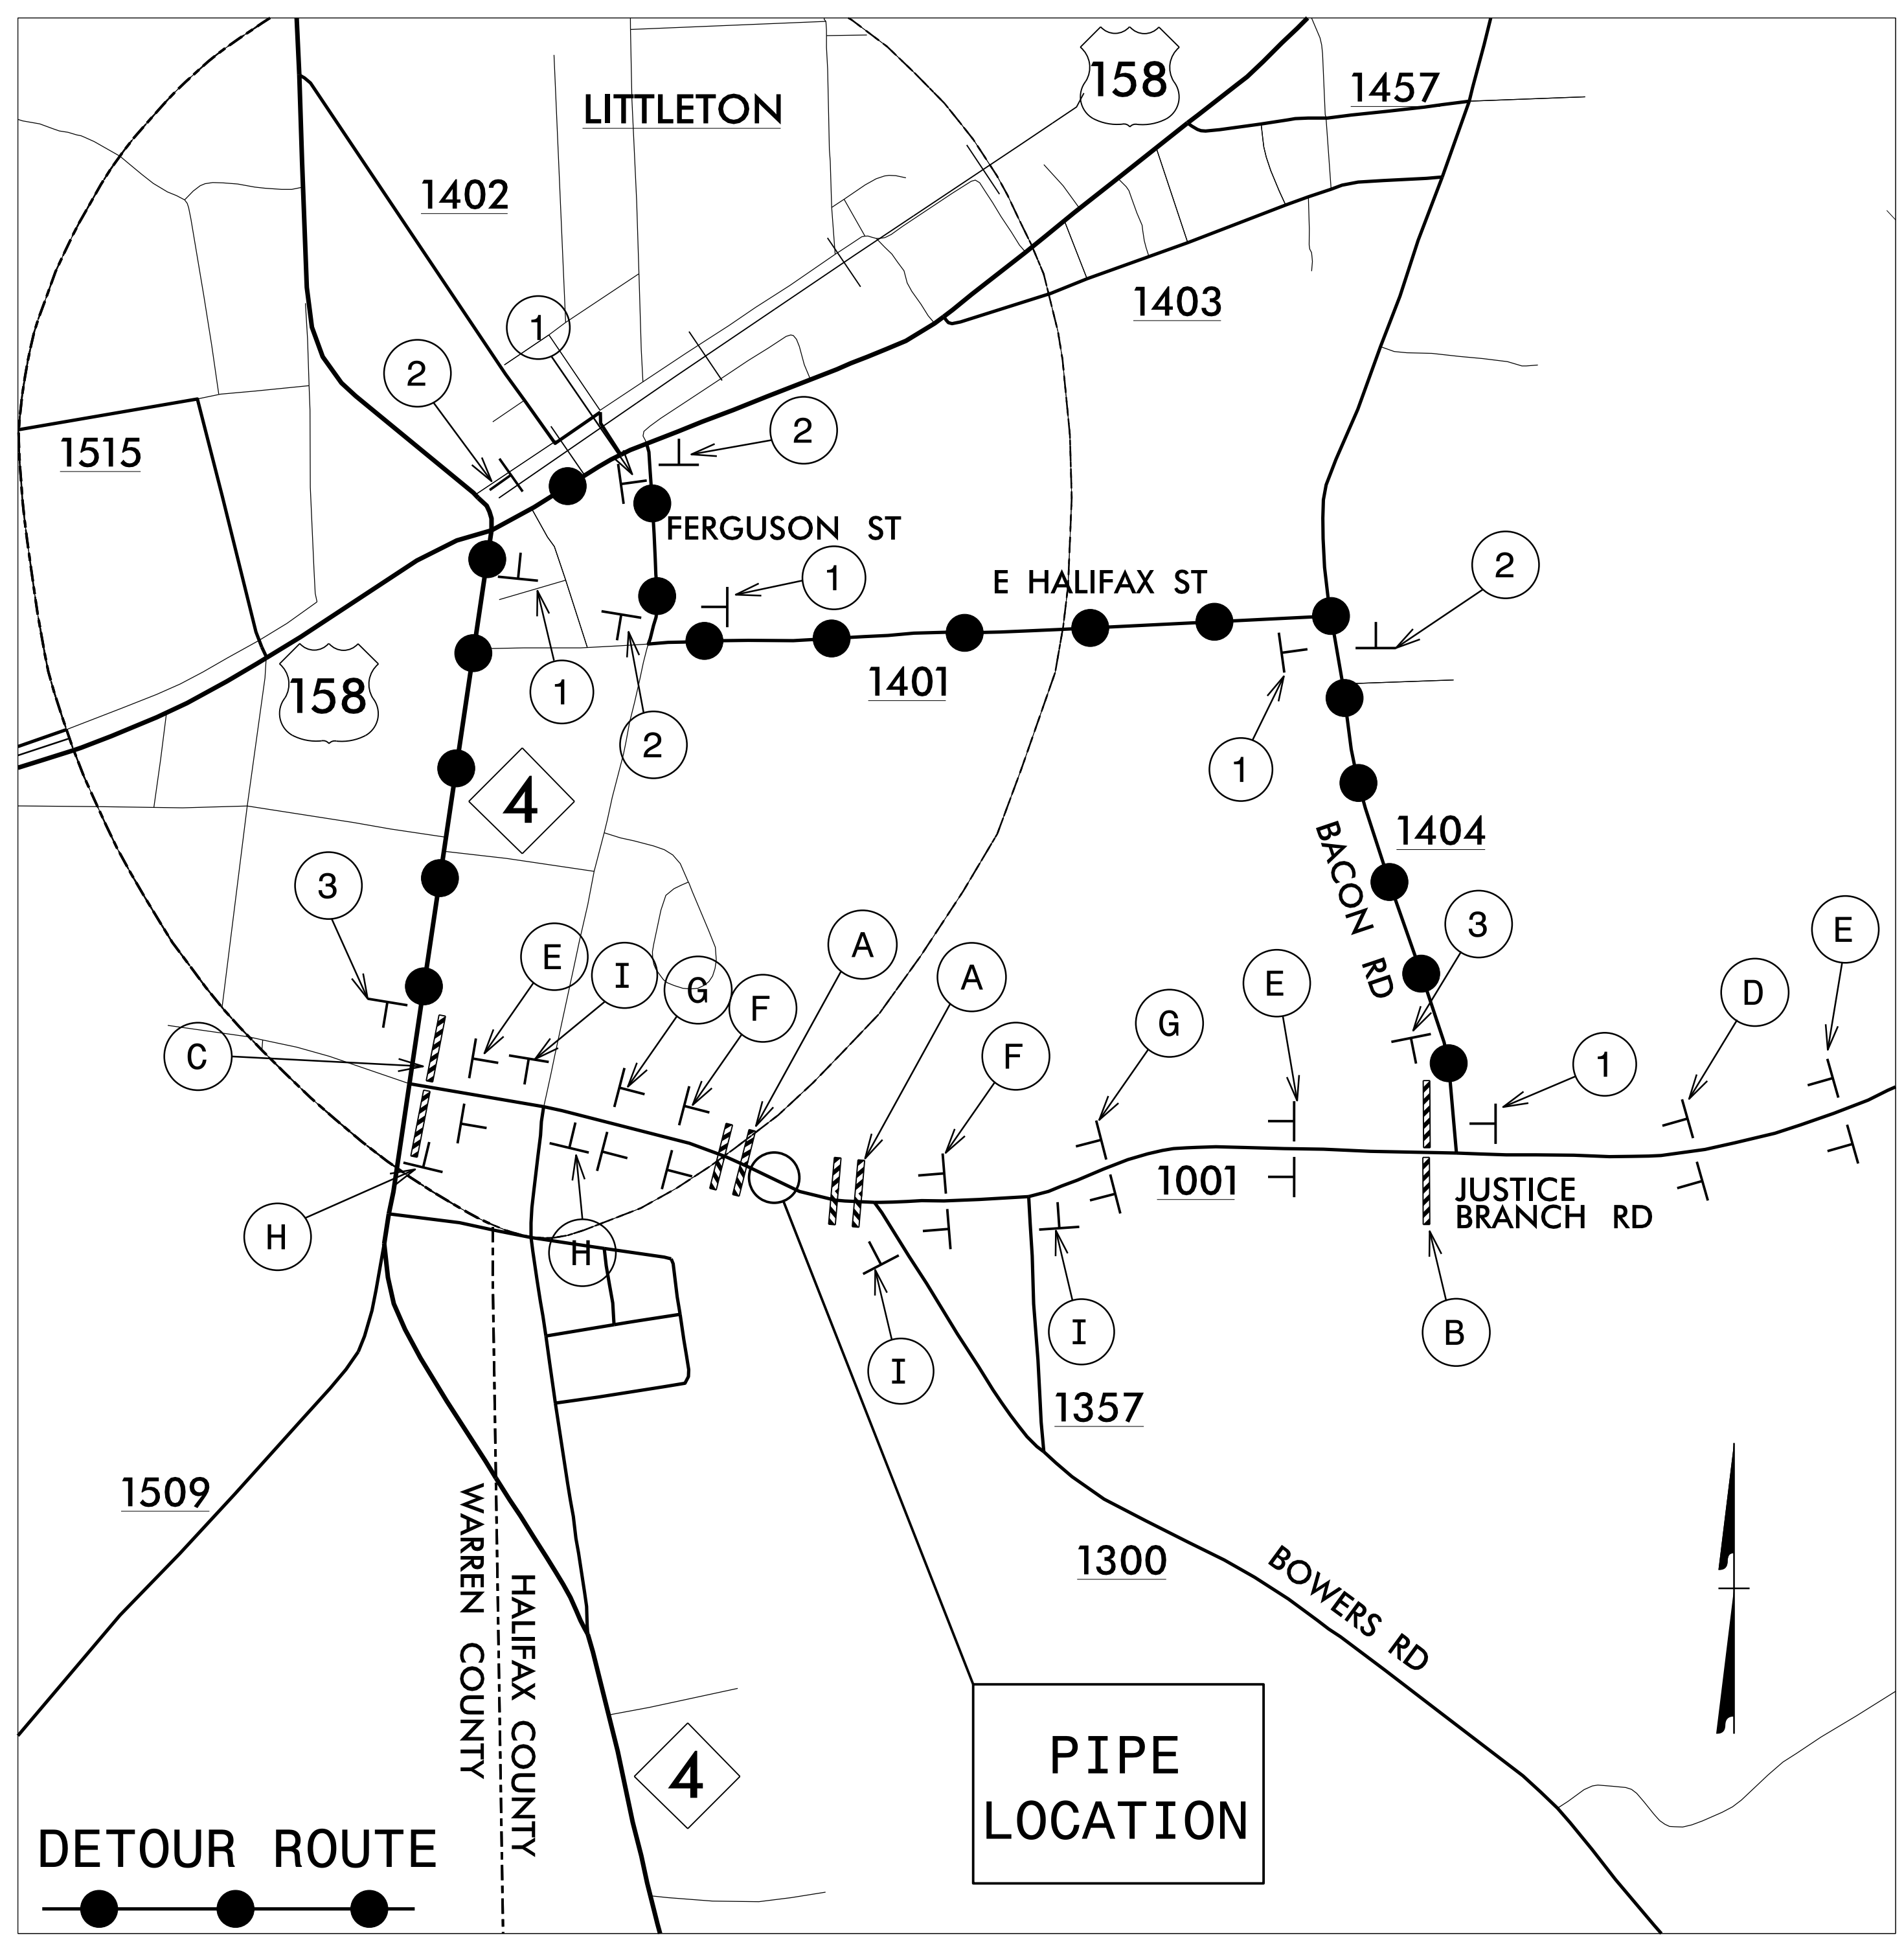 158
1457
LITTLETON
1402
1403
1
2
2
1515
FERGUSON ST
1
E HALIFAX ST
2
158
1
1401
2
1
4
1404
BACON RD
3
3
E
I
G
F
A
A
E
G
D
E
C
F
1
H
H
1001
JUSTICE
BRANCH RD
I
I
B
1357
1509
WARREN COUNTY
HALIFAX COUNTY
1300
BOWERS RD
4
PIPE
LOCATION
DETOUR ROUTE